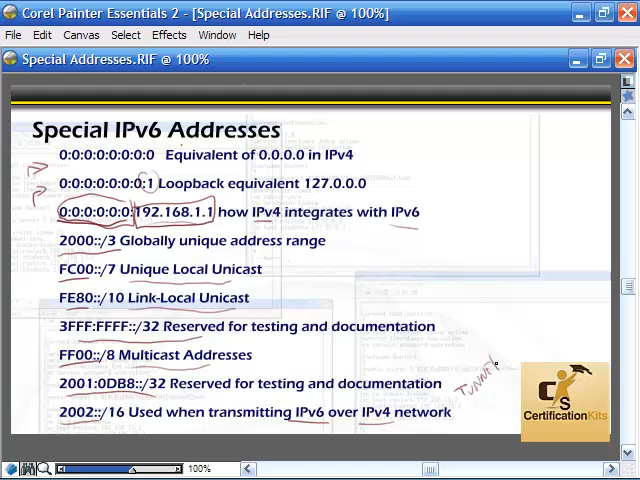 Corel Painter Essentials 2 - [Special Addresses.RIF @ 100%]
File Edit Canvas Select Effects Window Help
Special Addresses.RIF @ 100%
Special IPv6 Addresses
0:0:0:0:0:0:0:0 Equivalent of 0.0.0.0 in IPv4
0:0:0:0:0:0:0:1 Loopback equivalent 127.0.0.0
0:0:0:0:0:0:192.168.1.1 how IPv4 integrates with IPv6
2000::/3 Globally unique address range
FC00::/7 Unique Local Unicast
FE80::/10 Link-Local Unicast
3FFF:FFFF::/32 Reserved for testing and documentation
FF00::/8 Multicast Addresses
2001:0DB8::/32 Reserved for testing and documentation
2002::/16 Used when transmitting IPv6 over IPv4 network
CS
CertificationKits
100%